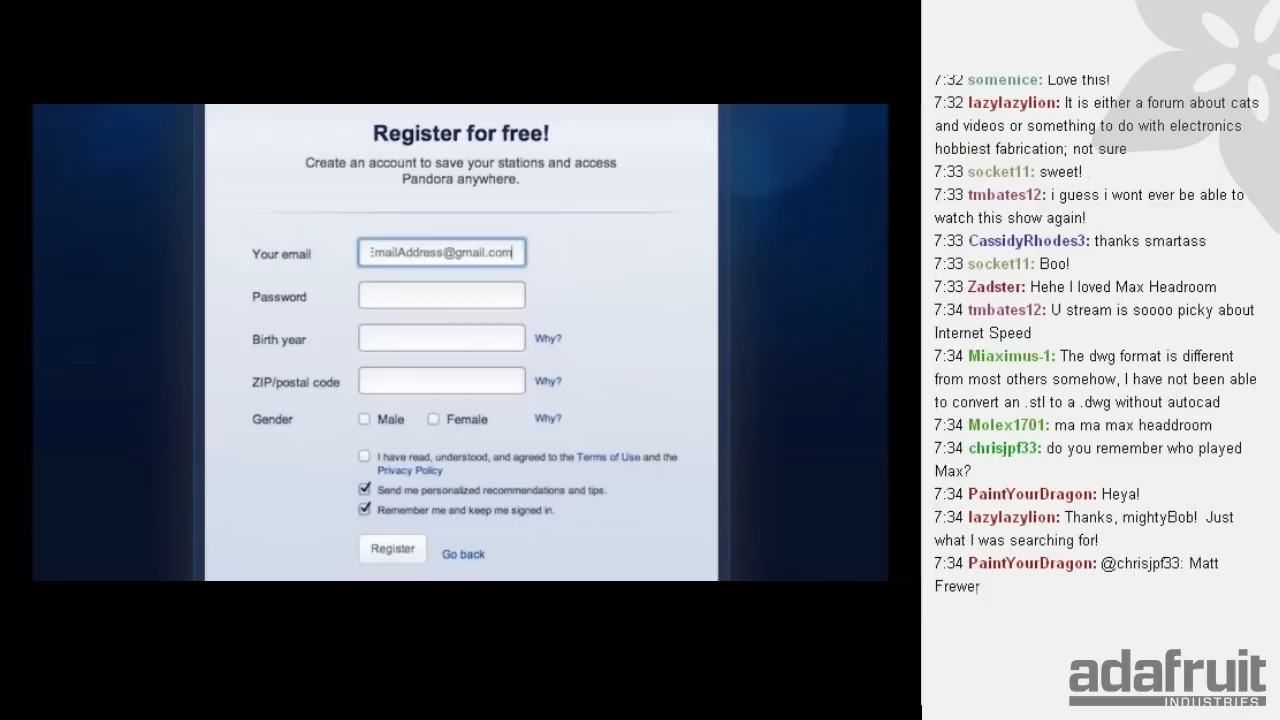 Register for free!
Create an account to save your stations and access
Pandora anywhere.
Your email
EmailAddress@gmail.com
Password
Birth year
Why?
ZIP/postal code
Why?
Gender
Male
Female
Why?
I have read, understood, and agreed to the Terms of Use and the
Privacy Policy
Send me personalized recommendations and tips.
Remember me and keep me signed in.
Register
Go back
7:32 somenice: Love this!
7:32 lazylazylion: It is either a forum about cats
and videos or something to do with electronics
hobbiest fabrication; not sure
7:33 socket11: sweet!
7:33 tmbates12: i guess i wont ever be able to
watch this show again!
7:33 CassidyRhodes3: thanks smartass
7:33 socket11: Boo!
7:33 Zadster: Hehe I loved Max Headroom
7:34 tmbates12: U stream is soooo picky about
Internet Speed
7:34 Miaximus-1: The dwg format is different
from most others somehow, I have not been able
to convert an .stl to a .dwg without autocad
7:34 Molex1701: ma ma max headdroom
7:34 chrisjpf33: do you remember who played
Max?
7:34 PaintYourDragon: Heya!
7:34 lazylazylion: Thanks, mightyBob! Just
what I was searching for!
7:34 PaintYourDragon: @chrisjpf33: Matt
Frewer
adafruit
INDUSTRIES